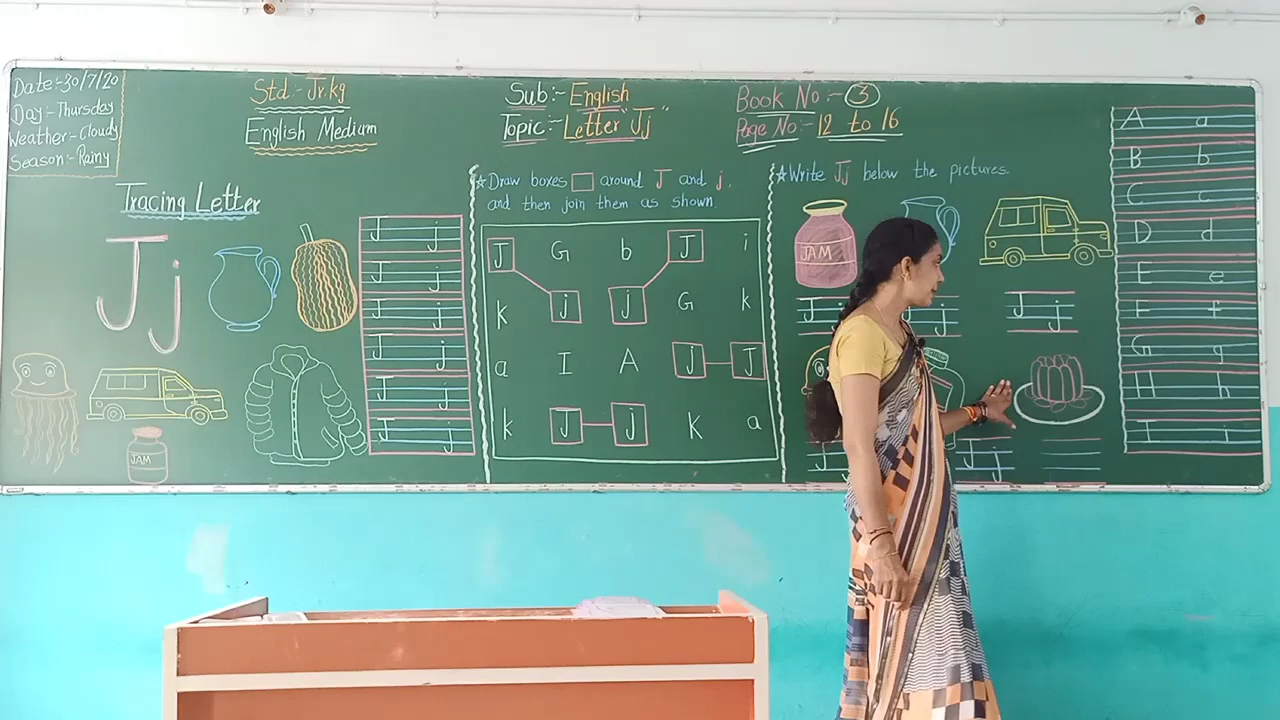 Date:-30/7/20
Day:-Thursday
Weather:-Cloudy
Season:-Rainy
Std:- Jr.kg
English Medium
Sub:- English
Topic:- Letter "Jj"
Book No:- 3
Page No:- 12 to 16
Tracing Letter
J j
JAM
J j
J j
J j
J j
J j
J j
★Draw boxes □ around J and j,
and then join them as shown.
J G b J i
k j j G k
a I A J J
k J j K a
★Write Jj below the pictures.
JAM
J j
j
J j
J j
J j
A a
B b
C c
D d
E e
F f
G g
H h
I i